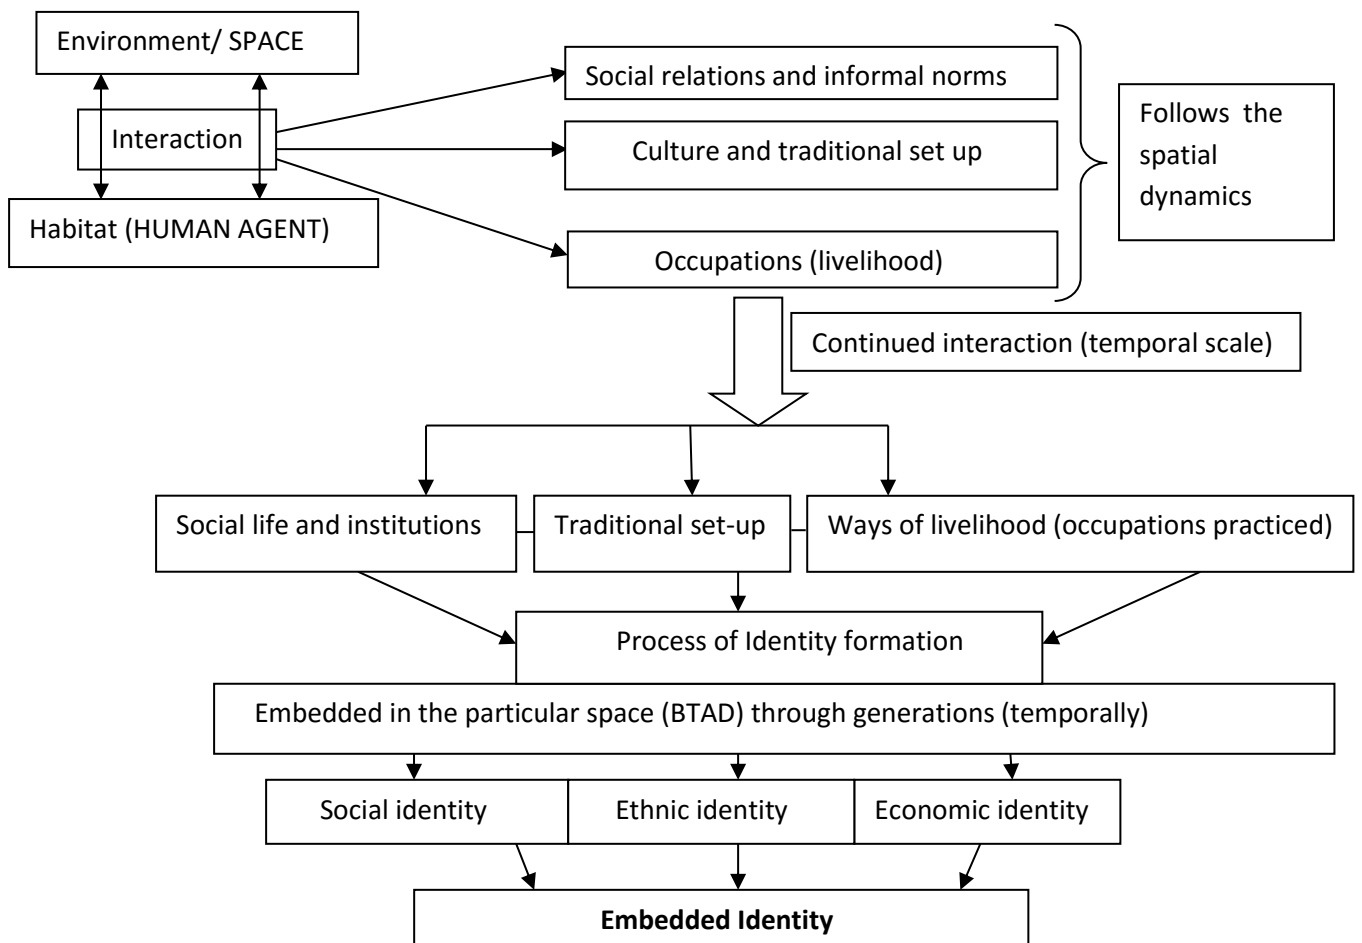 Environment/ SPACE
Interaction
Habitat (HUMAN AGENT)
Social relations and informal norms
Culture and traditional set up
Occupations (livelihood)
Follows the
spatial
dynamics
Continued interaction (temporal scale)
Social life and institutions
Traditional set-up
Ways of livelihood (occupations practiced)
Process of Identity formation
Embedded in the particular space (BTAD) through generations (temporally)
Social identity
Ethnic identity
Economic identity
Embedded Identity